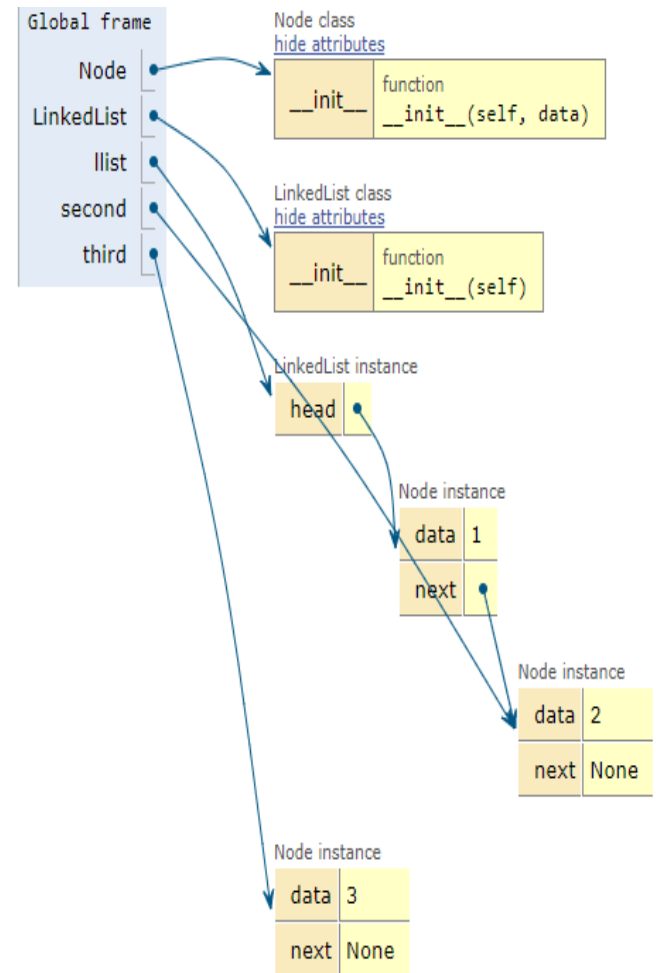 Global frame
Node
LinkedList
llist
second
third
Node class
hide attributes
__init__
function
__init__(self, data)
LinkedList class
hide attributes
__init__
function
__init__(self)
LinkedList instance
head
Node instance
data 1
next
Node instance
data 2
next None
Node instance
data 3
next None